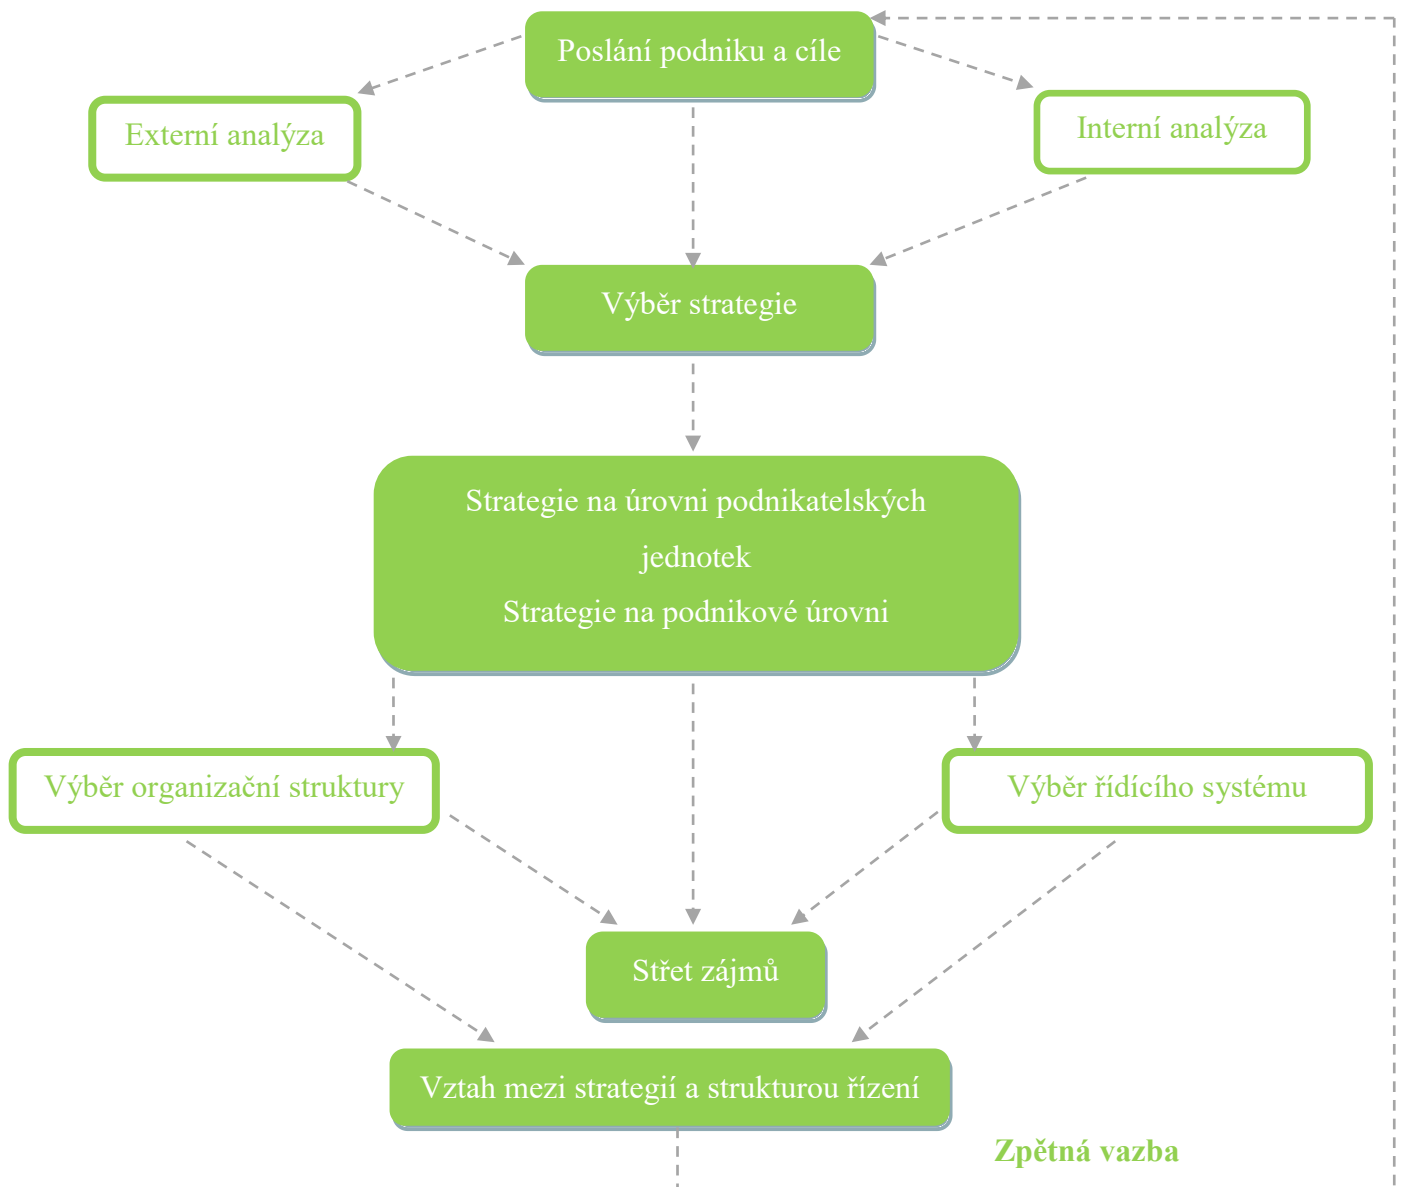 Poslání podniku a cíle
Externí analýza
Interní analýza
Výběr strategie
Strategie na úrovni podnikatelských
jednotek
Strategie na podnikové úrovni
Výběr organizační struktury
Výběr řídícího systému
Střet zájmů
Vztah mezi strategií a strukturou řízení
Zpětná vazba